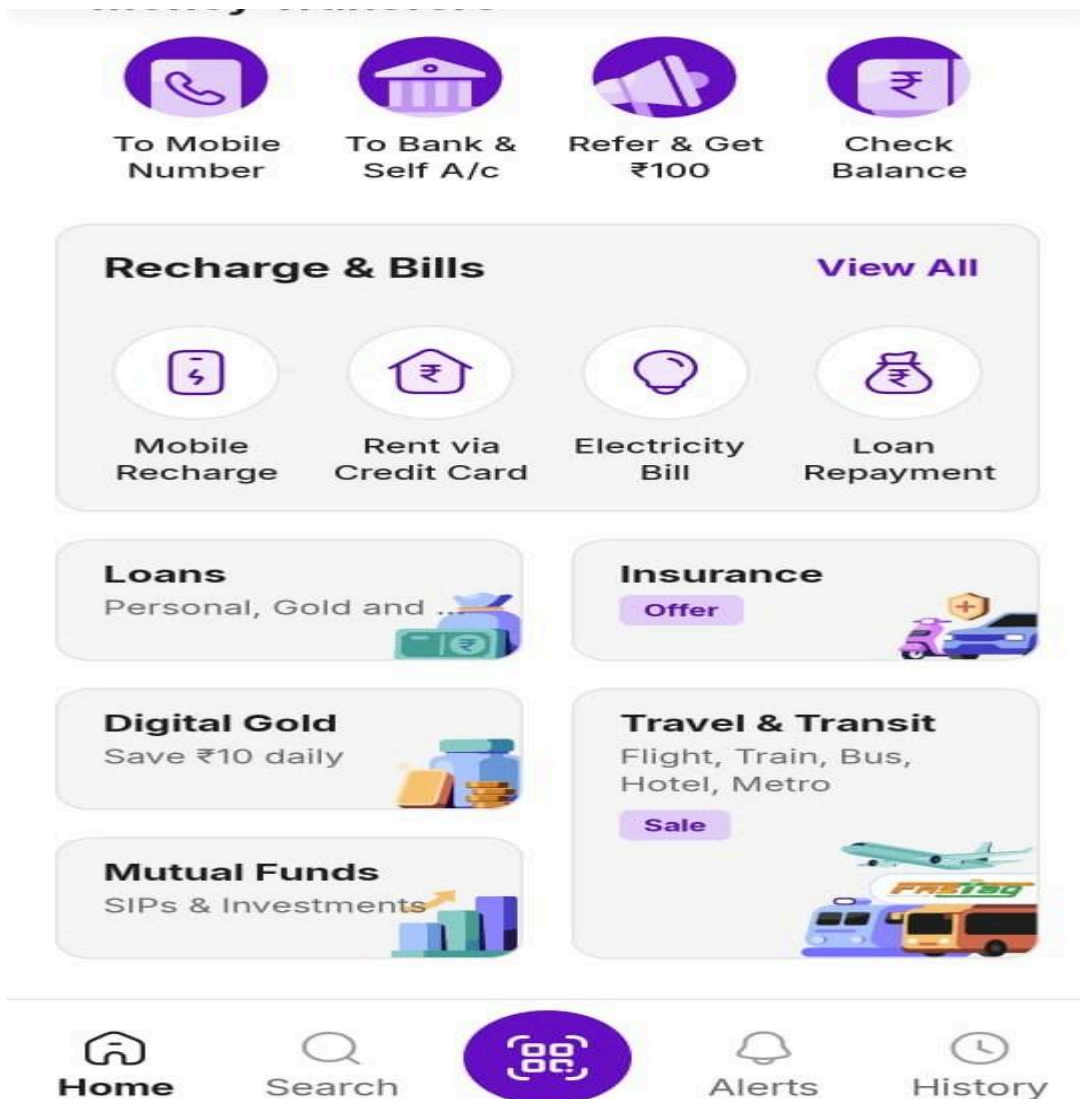 Money Transfers
To Mobile Number
To Bank & Self A/c
Refer & Get ₹100
Check Balance
Recharge & Bills
View All
Mobile Recharge
Rent via Credit Card
Electricity Bill
Loan Repayment
Loans
Personal, Gold and ...
Insurance
Offer
Digital Gold
Save ₹10 daily
Travel & Transit
Flight, Train, Bus,
Hotel, Metro
Sale
FASTag
Mutual Funds
SIPs & Investments
Home
Search
Alerts
History